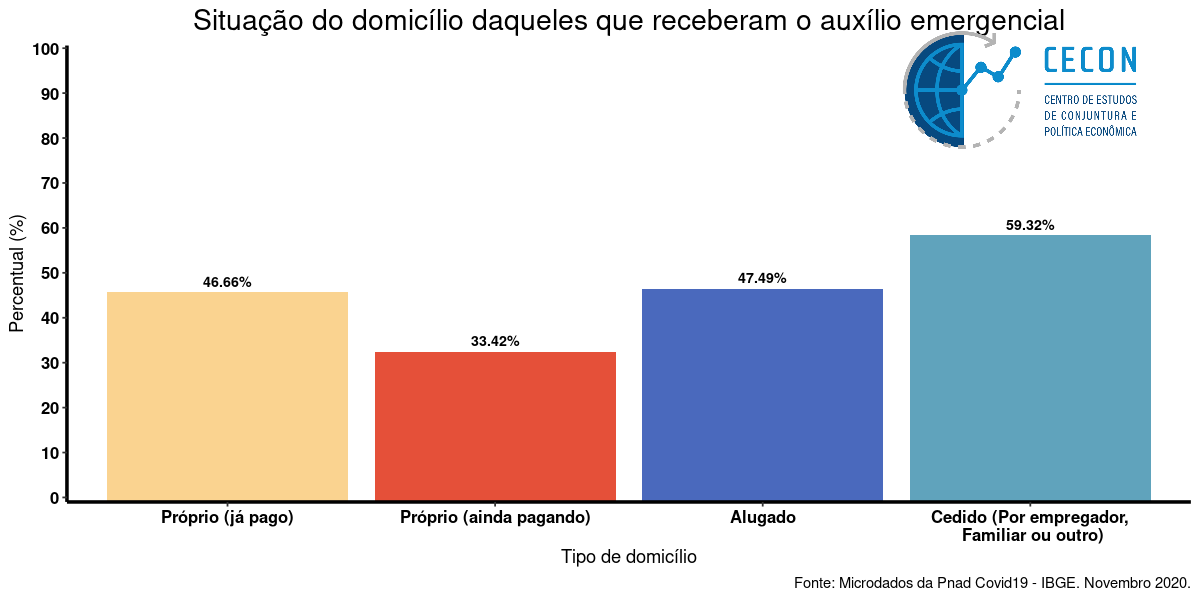 Situação do domicílio daqueles que receberam o auxílio emergencial
CECON
CENTRO DE ESTUDOS
DE CONJUNTURA E
POLÍTICA ECONÔMICA
Percentual (%)
100
90
80
70
60
50
40
30
20
10
0
46.66%
33.42%
47.49%
59.32%
Próprio (já pago)
Próprio (ainda pagando)
Alugado
Cedido (Por empregador,
Familiar ou outro)
Tipo de domicílio
Fonte: Microdados da Pnad Covid19 - IBGE. Novembro 2020.